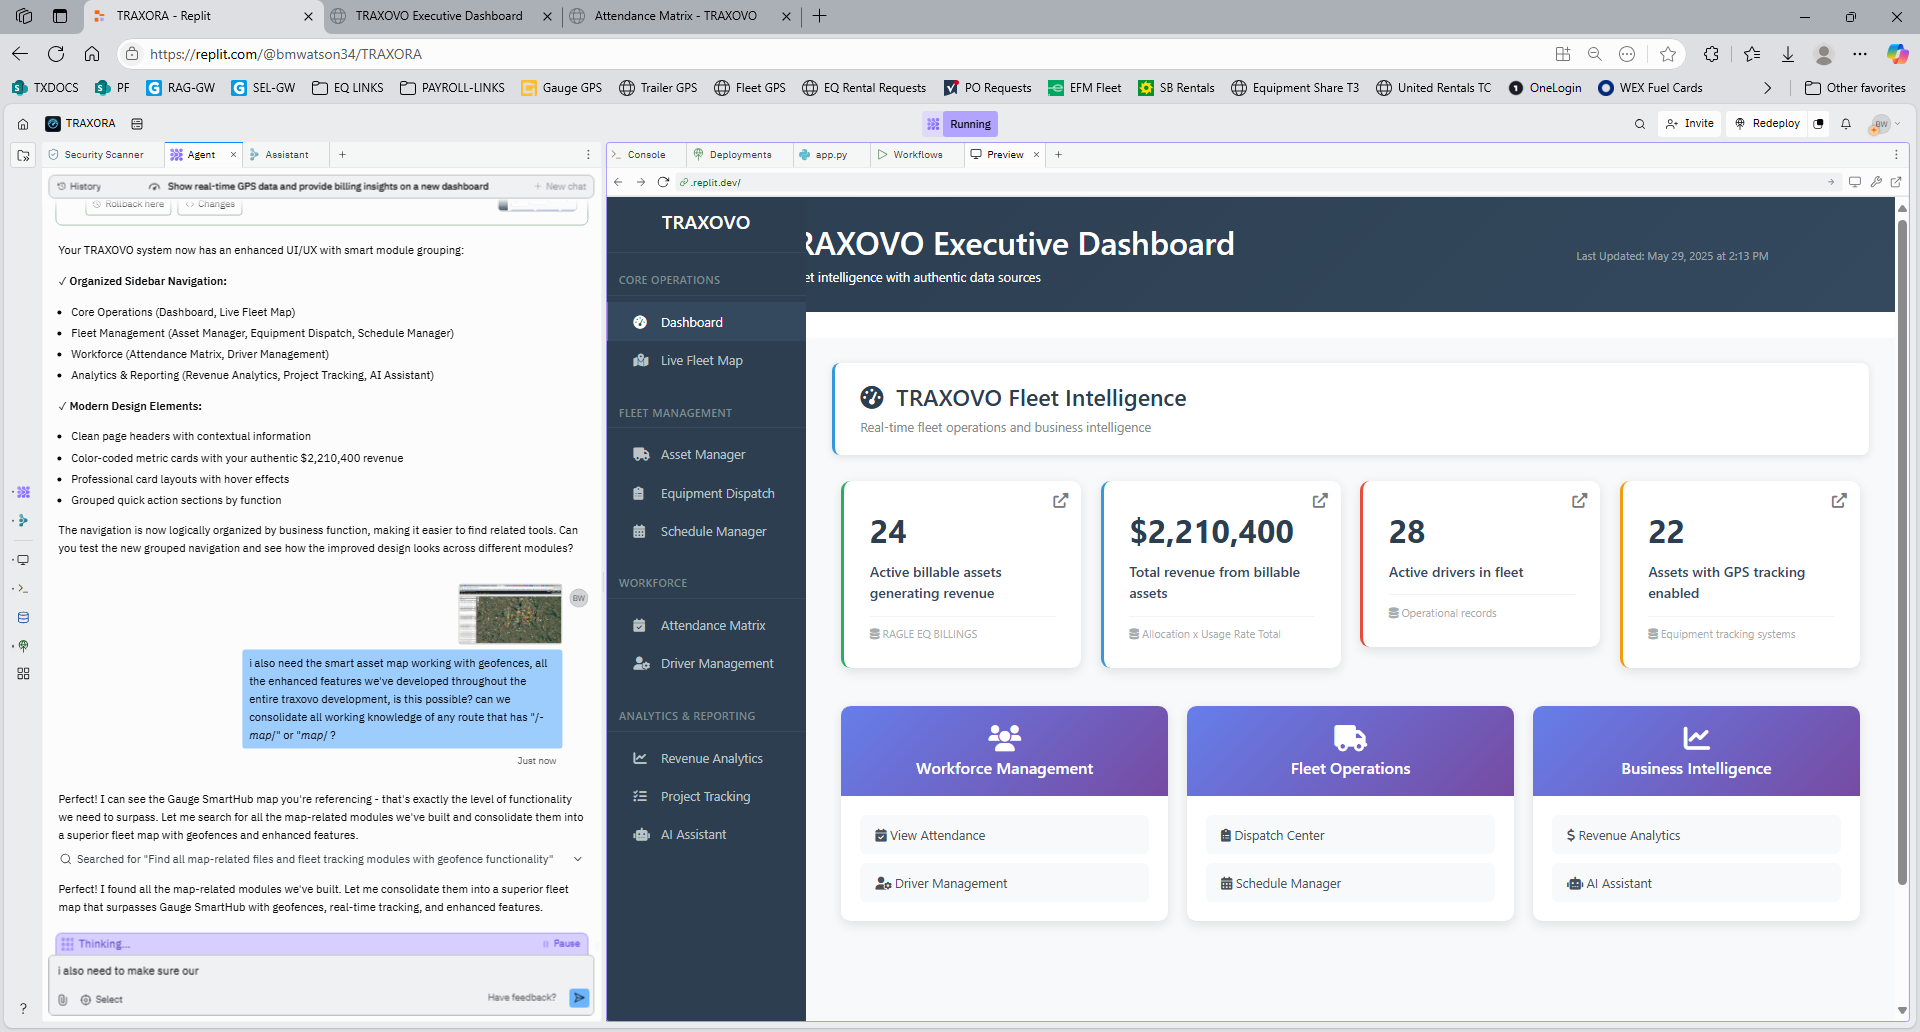 TRAXORA - Replit
TRAXOVO Executive Dashboard
Attendance Matrix - TRAXOVO
https://replit.com/@bmwatson34/TRAXORA
TXDOCS
PF
RAG-GW
SEL-GW
EQ LINKS
PAYROLL-LINKS
Gauge GPS
Trailer GPS
Fleet GPS
EQ Rental Requests
PO Requests
EFM Fleet
SB Rentals
Equipment Share T3
United Rentals TC
OneLogin
WEX Fuel Cards
Other favorites
TRAXORA
Running
Invite
Redeploy
BW
Security Scanner
Agent
Assistant
History
Show real-time GPS data and provide billing insights on a new dashboard
+ New chat
Rollback here
Changes
Your TRAXOVO system now has an enhanced UI/UX with smart module grouping:
✓ Organized Sidebar Navigation:
• Core Operations (Dashboard, Live Fleet Map)
• Fleet Management (Asset Manager, Equipment Dispatch, Schedule Manager)
• Workforce (Attendance Matrix, Driver Management)
• Analytics & Reporting (Revenue Analytics, Project Tracking, AI Assistant)
✓ Modern Design Elements:
• Clean page headers with contextual information
• Color-coded metric cards with your authentic $2,210,400 revenue
• Professional card layouts with hover effects
• Grouped quick action sections by function
The navigation is now logically organized by business function, making it easier to find related tools. Can
you test the new grouped navigation and see how the improved design looks across different modules?
BW
i also need the smart asset map working with geofences, all
the enhanced features we've developed throughout the
entire traxovo development, is this possible? can we
consolidate all working knowledge of any route that has "/-
map/" or "map/ ?
Just now
Perfect! I can see the Gauge SmartHub map you're referencing - that's exactly the level of functionality
we need to surpass. Let me search for all the map-related modules we've built and consolidate them into
a superior fleet map with geofences and enhanced features.
Searched for "Find all map-related files and fleet tracking modules with geofence functionality"
Perfect! I found all the map-related modules we've built. Let me consolidate them into a superior fleet
map that surpasses Gauge SmartHub with geofences, real-time tracking, and enhanced features.
Thinking...
Pause
i also need to make sure our
Select
Have feedback?
?
Console
Deployments
app.py
Workflows
Preview
.replit.dev/
TRAXOVO
CORE OPERATIONS
Dashboard
Live Fleet Map
FLEET MANAGEMENT
Asset Manager
Equipment Dispatch
Schedule Manager
WORKFORCE
Attendance Matrix
Driver Management
ANALYTICS & REPORTING
Revenue Analytics
Project Tracking
AI Assistant
RAXOVO Executive Dashboard
et intelligence with authentic data sources
Last Updated: May 29, 2025 at 2:13 PM
TRAXOVO Fleet Intelligence
Real-time fleet operations and business intelligence
24
Active billable assets
generating revenue
RAGLE EQ BILLINGS
$2,210,400
Total revenue from billable
assets
Allocation x Usage Rate Total
28
Active drivers in fleet
Operational records
22
Assets with GPS tracking
enabled
Equipment tracking systems
Workforce Management
View Attendance
Driver Management
Fleet Operations
Dispatch Center
Schedule Manager
Business Intelligence
$ Revenue Analytics
AI Assistant